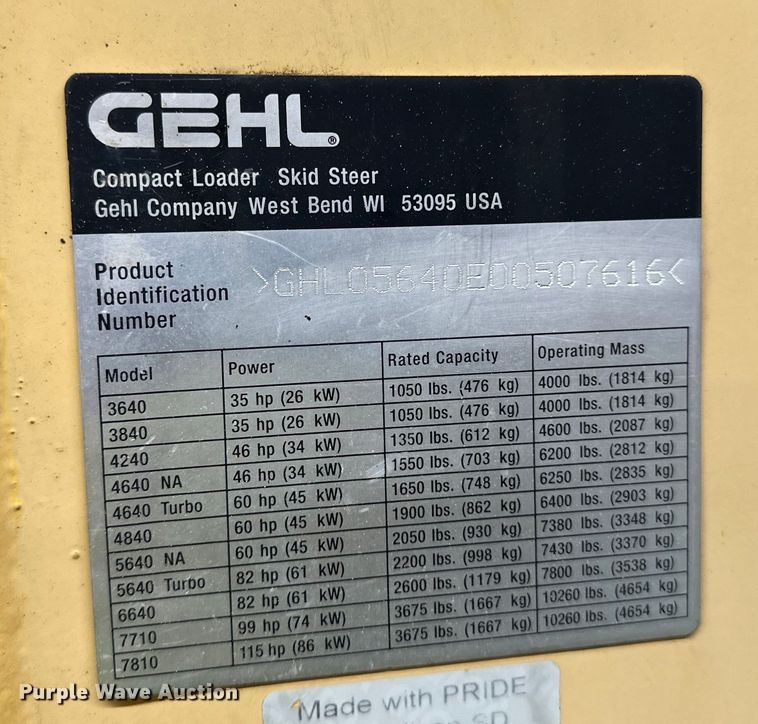 GEHL®
Compact Loader Skid Steer
Gehl Company West Bend WI 53095 USA
Product
Identification
Number
>GHL05640E00507616<
Model Power Rated Capacity Operating Mass
3640 35 hp (26 kW) 1050 lbs. (476 kg) 4000 lbs. (1814 kg)
3840 35 hp (26 kW) 1050 lbs. (476 kg) 4000 lbs. (1814 kg)
4240 46 hp (34 kW) 1350 lbs. (612 kg) 4600 lbs. (2087 kg)
4640 NA 46 hp (34 kW) 1550 lbs. (703 kg) 6200 lbs. (2812 kg)
4640 Turbo 60 hp (45 kW) 1650 lbs. (748 kg) 6250 lbs. (2835 kg)
4840 60 hp (45 kW) 1900 lbs. (862 kg) 6400 lbs. (2903 kg)
5640 NA 60 hp (45 kW) 2050 lbs. (930 kg) 7380 lbs. (3348 kg)
5640 Turbo 82 hp (61 kW) 2200 lbs. (998 kg) 7430 lbs. (3370 kg)
6640 82 hp (61 kW) 2600 lbs. (1179 kg) 7800 lbs. (3538 kg)
7710 99 hp (74 kW) 3675 lbs. (1667 kg) 10260 lbs. (4654 kg)
7810 115 hp (86 kW) 3675 lbs. (1667 kg) 10260 lbs. (4654 kg)
Made with PRIDE
SD
Purple Wave Auction